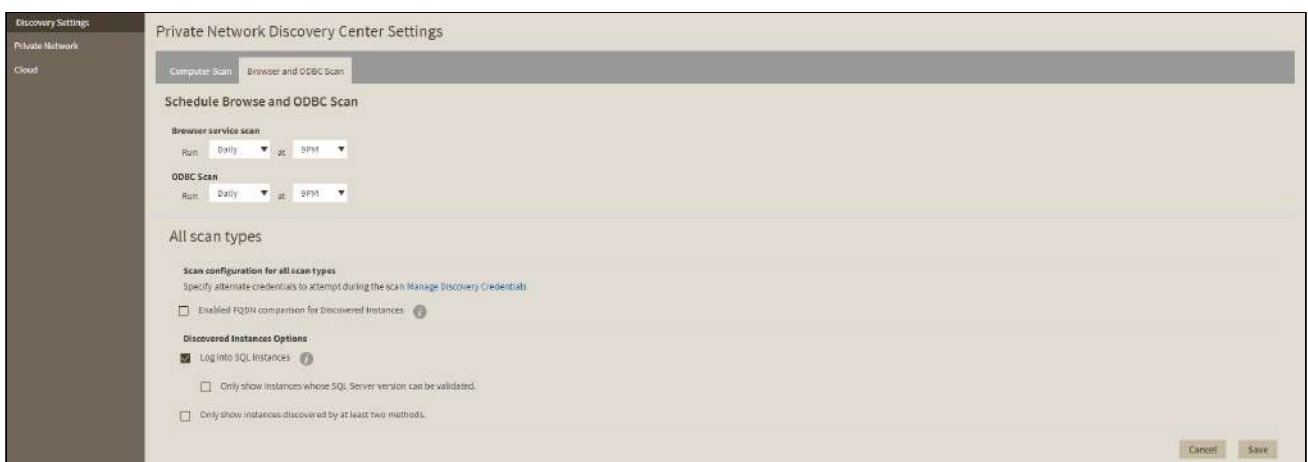 Discovery Settings
Private Network
Cloud
Private Network Discovery Center Settings
Computer Scan
Browser and ODBC Scan
Schedule Browse and ODBC Scan
Browser service scan
Run Daily at 9PM
ODBC Scan
Run Daily at 9PM
All scan types
Scan configuration for all scan types
Specify alternate credentials to attempt during the scan Manage Discovery Credentials
Enabled FQDN comparison for Discovered Instances i
Discovered Instances Options
Log into SQL Instances i
Only show instances whose SQL Server version can be validated.
Only show instances discovered by at least two methods.
Cancel Save